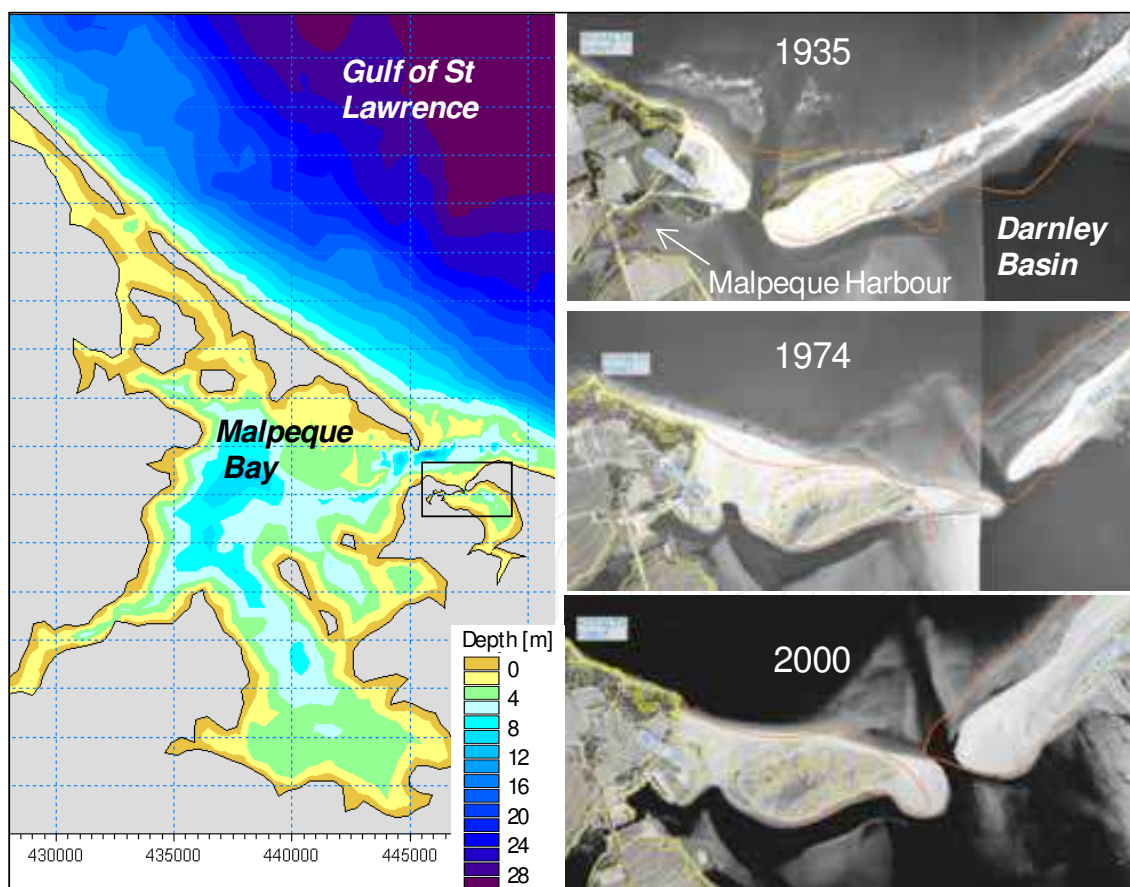 Gulf of St
Lawrence
Malpeque
Bay
Depth [m]
0
4
8
12
16
20
24
28
430000
435000
440000
445000
1935
Darnley
Basin
Malpeque Harbour
1974
2000